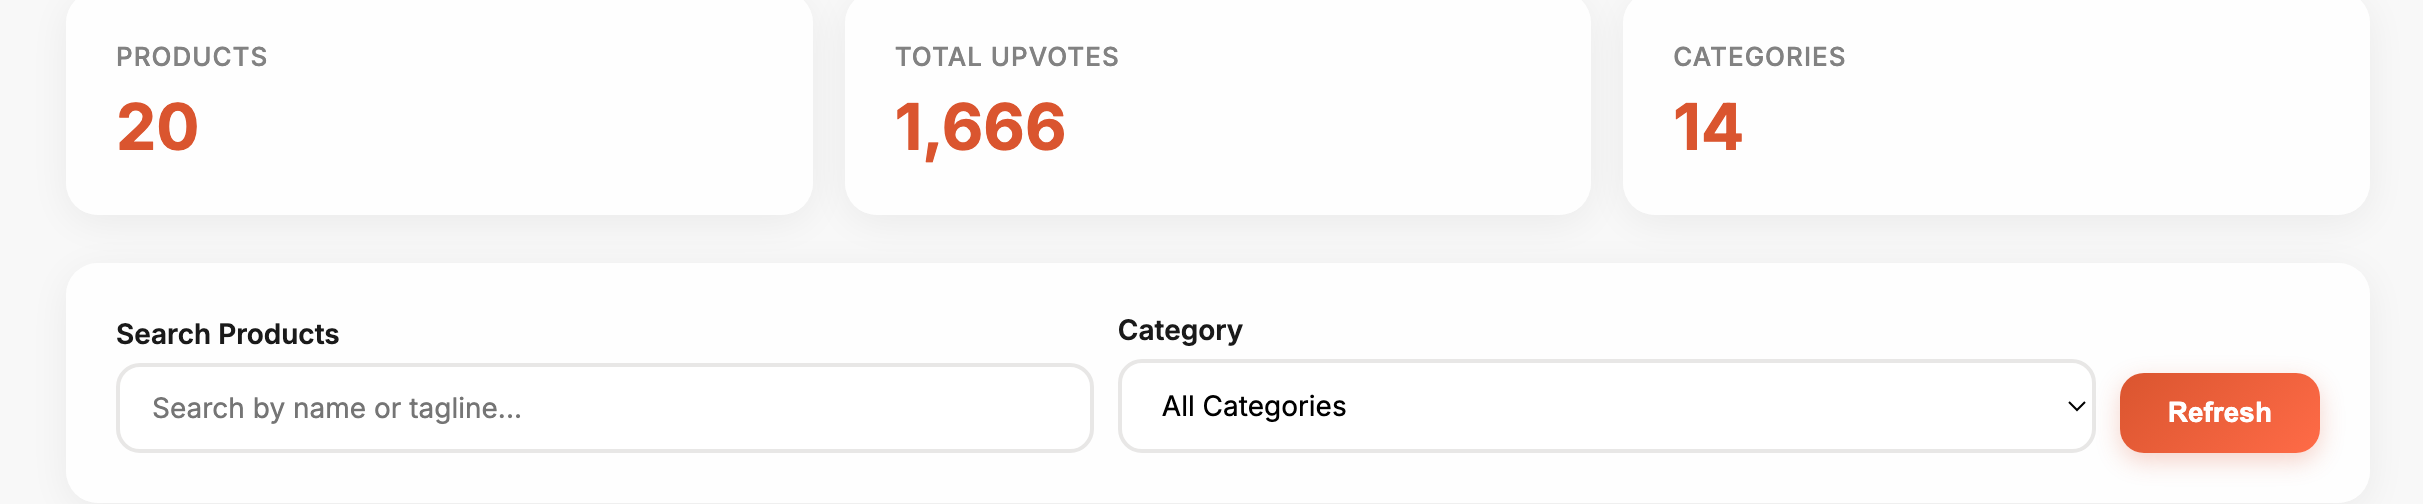 PRODUCTS
20
TOTAL UPVOTES
1,666
CATEGORIES
14
Search Products
Search by name or tagline...
Category
All Categories
Refresh